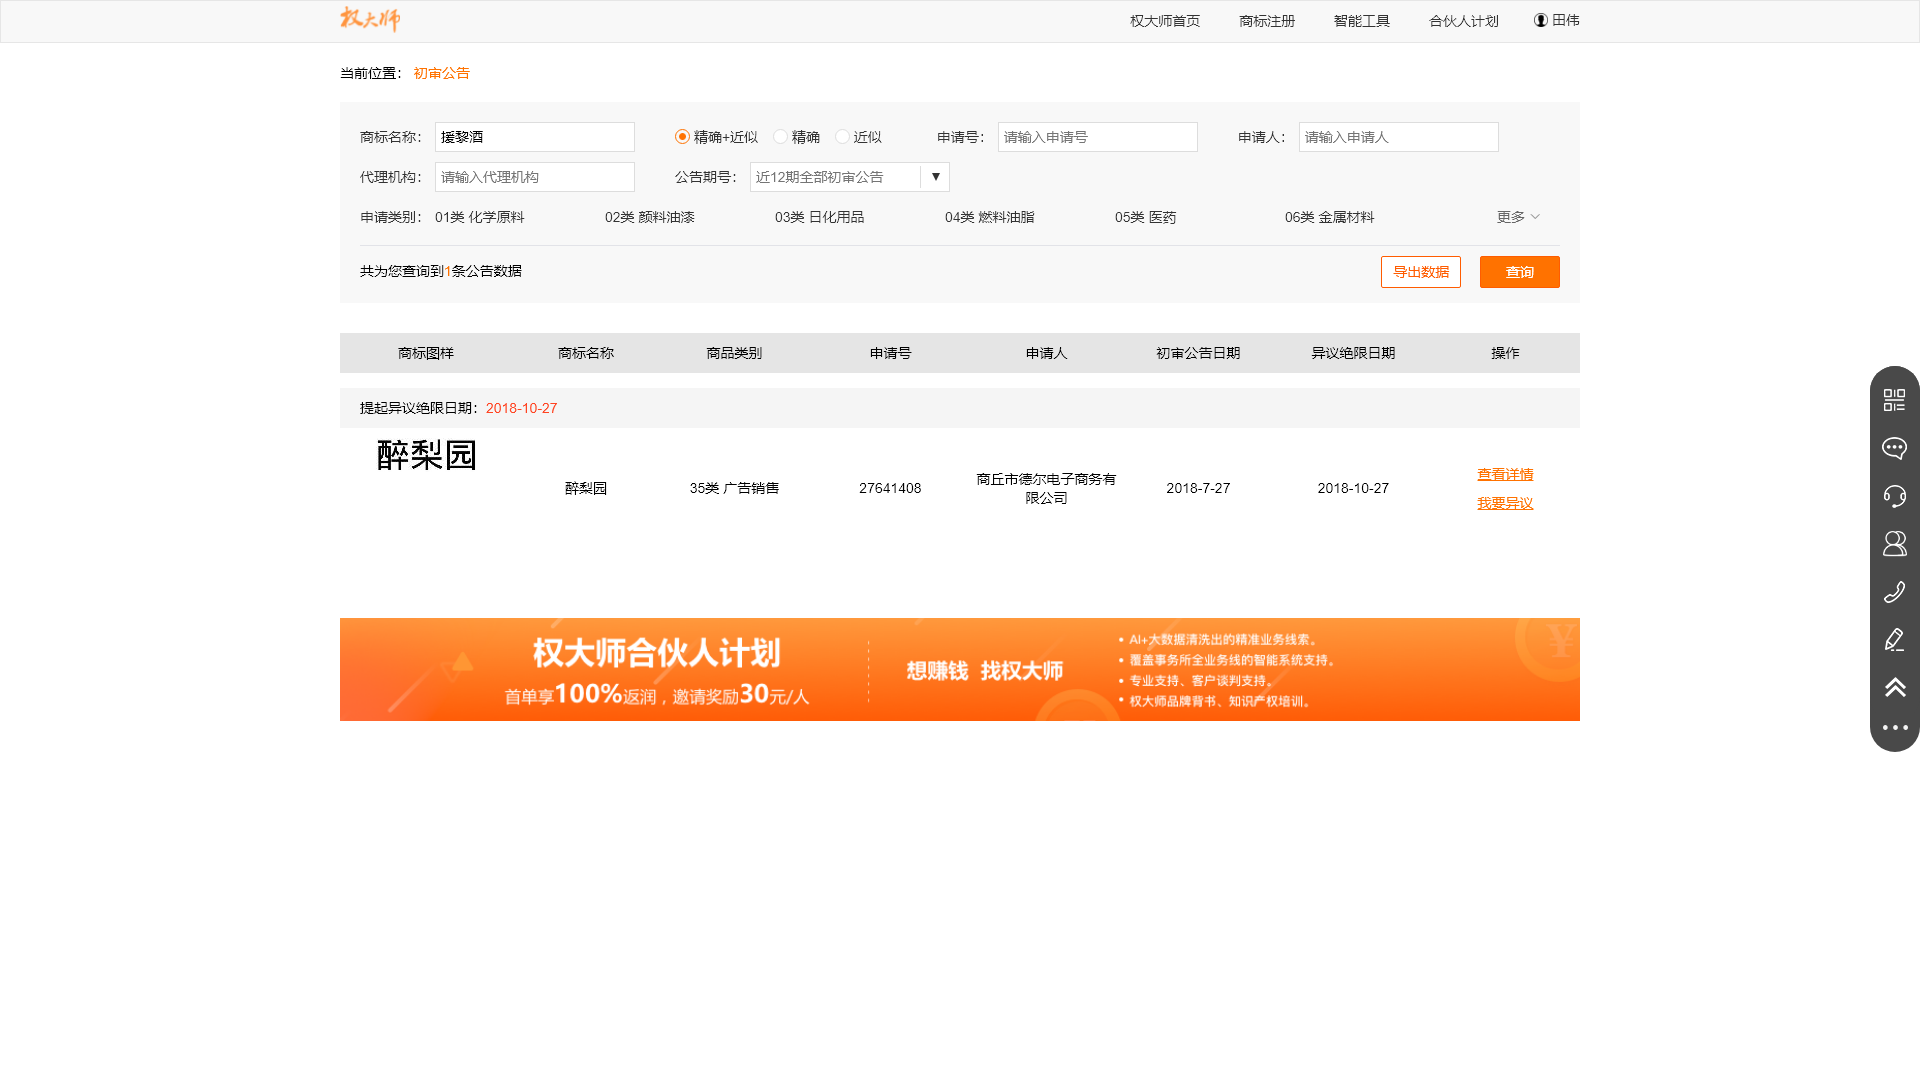 权大师
权大师首页 商标注册 智能工具 合伙人计划 田伟
当前位置： 初审公告
商标名称： 援黎酒 精确+近似 精确 近似 申请号： 请输入申请号 申请人： 请输入申请人
代理机构： 请输入代理机构 公告期号： 近12期全部初审公告 ▼
申请类别： 01类 化学原料 02类 颜料油漆 03类 日化用品 04类 燃料油脂 05类 医药 06类 金属材料 更多
共为您查询到1条公告数据 导出数据 查询
商标图样 商标名称 商品类别 申请号 申请人 初审公告日期 异议绝限日期 操作
提起异议绝限日期：2018-10-27
醉梨园
醉梨园 35类 广告销售 27641408 商丘市德尔电子商务有限公司 2018-7-27 2018-10-27 查看详情
我要异议
权大师合伙人计划
首单享100%返润，邀请奖励30元/人
想赚钱 找权大师
• AI+大数据清洗出的精准业务线索。
• 覆盖事务所全业务线的智能系统支持。
• 专业支持、客户谈判支持。
• 权大师品牌背书、知识产权培训。
¥